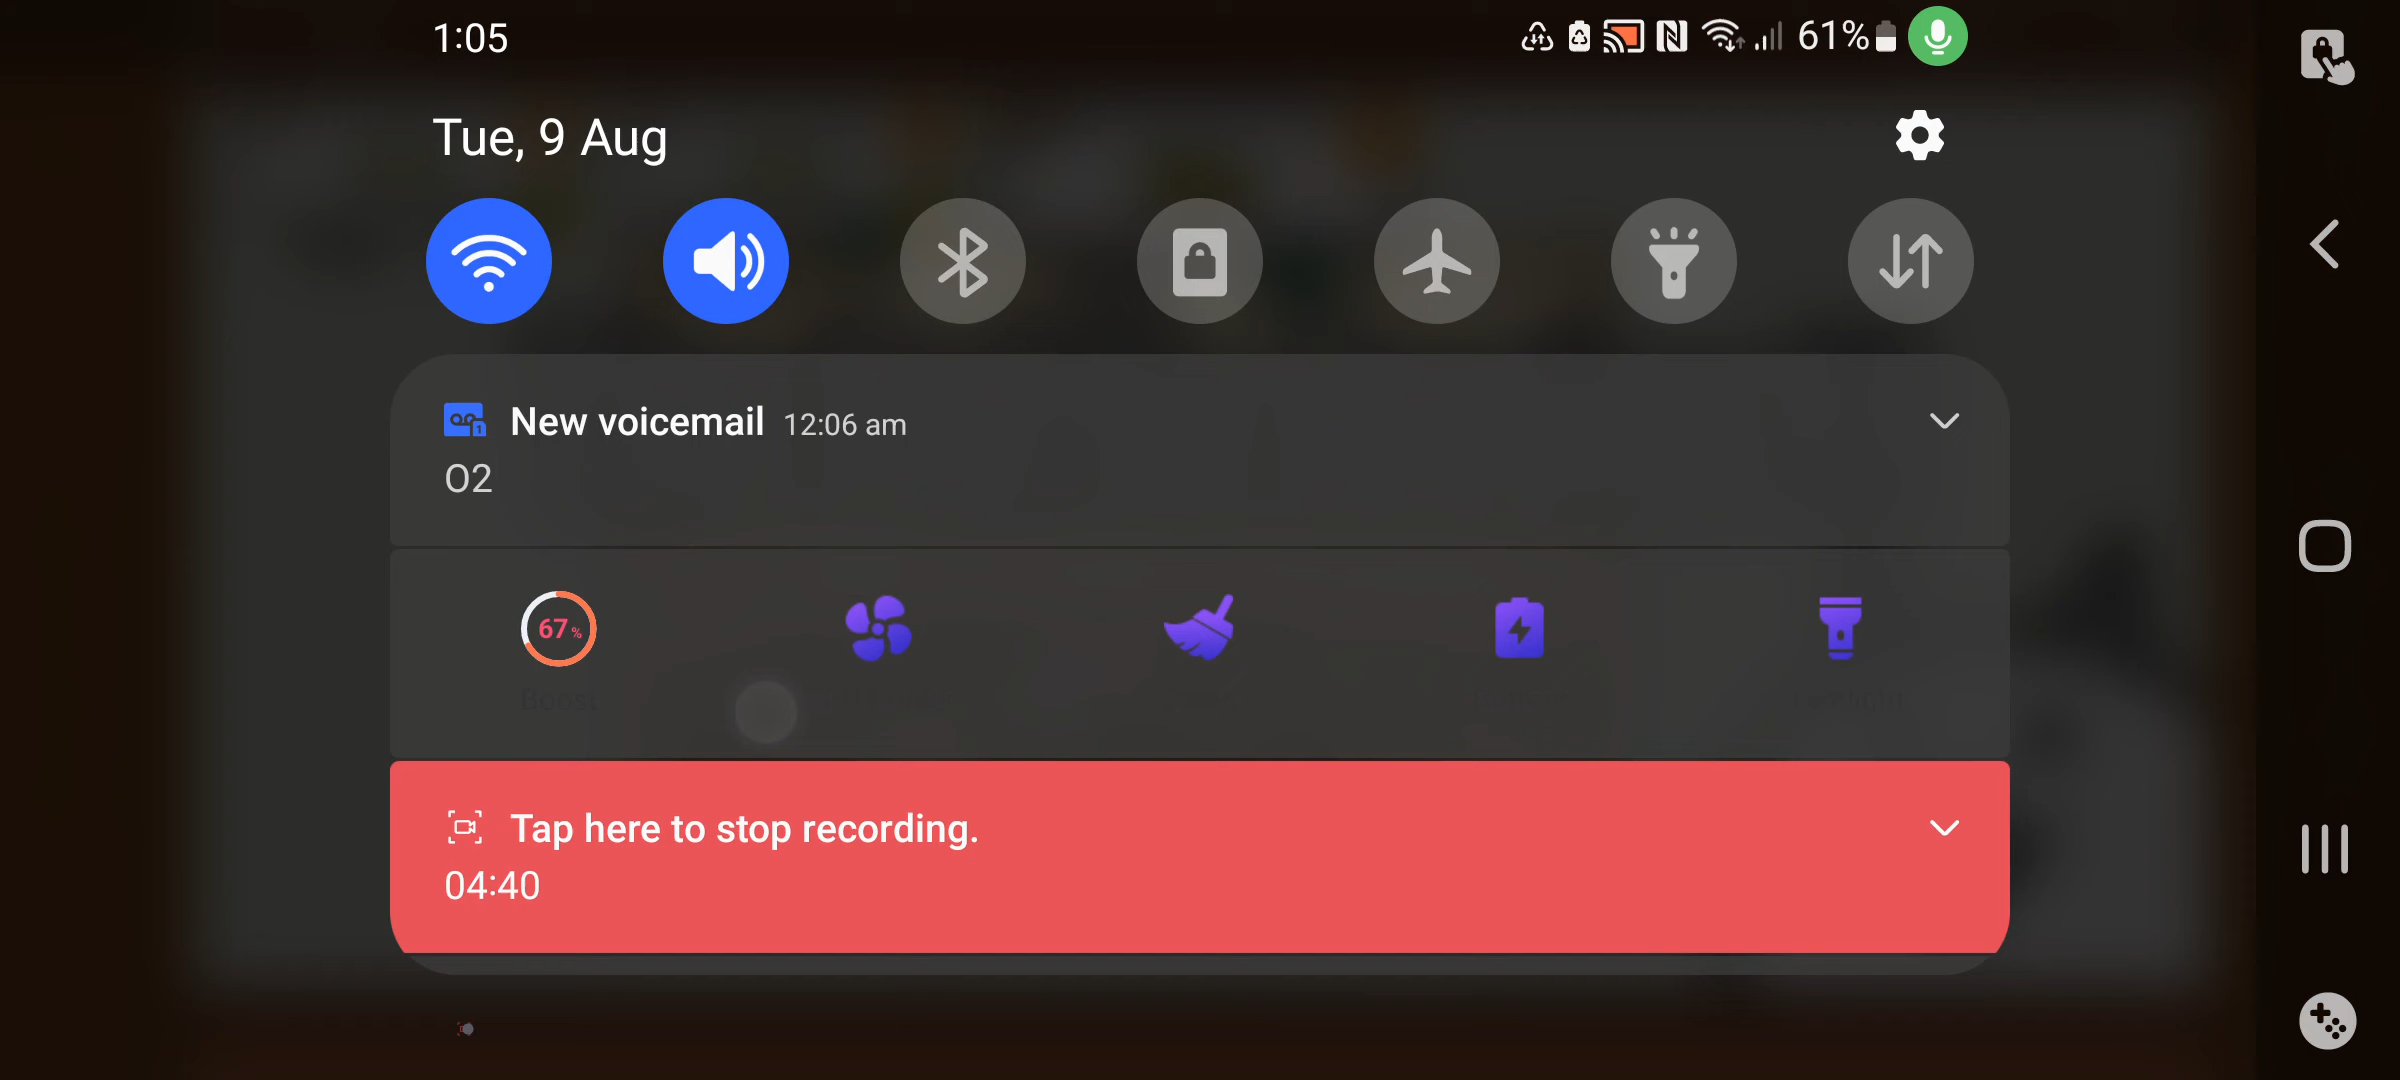 1:05
61%
Tue, 9 Aug
New voicemail 12:06 am
O2
67%
Boost
Tap here to stop recording.
04:40